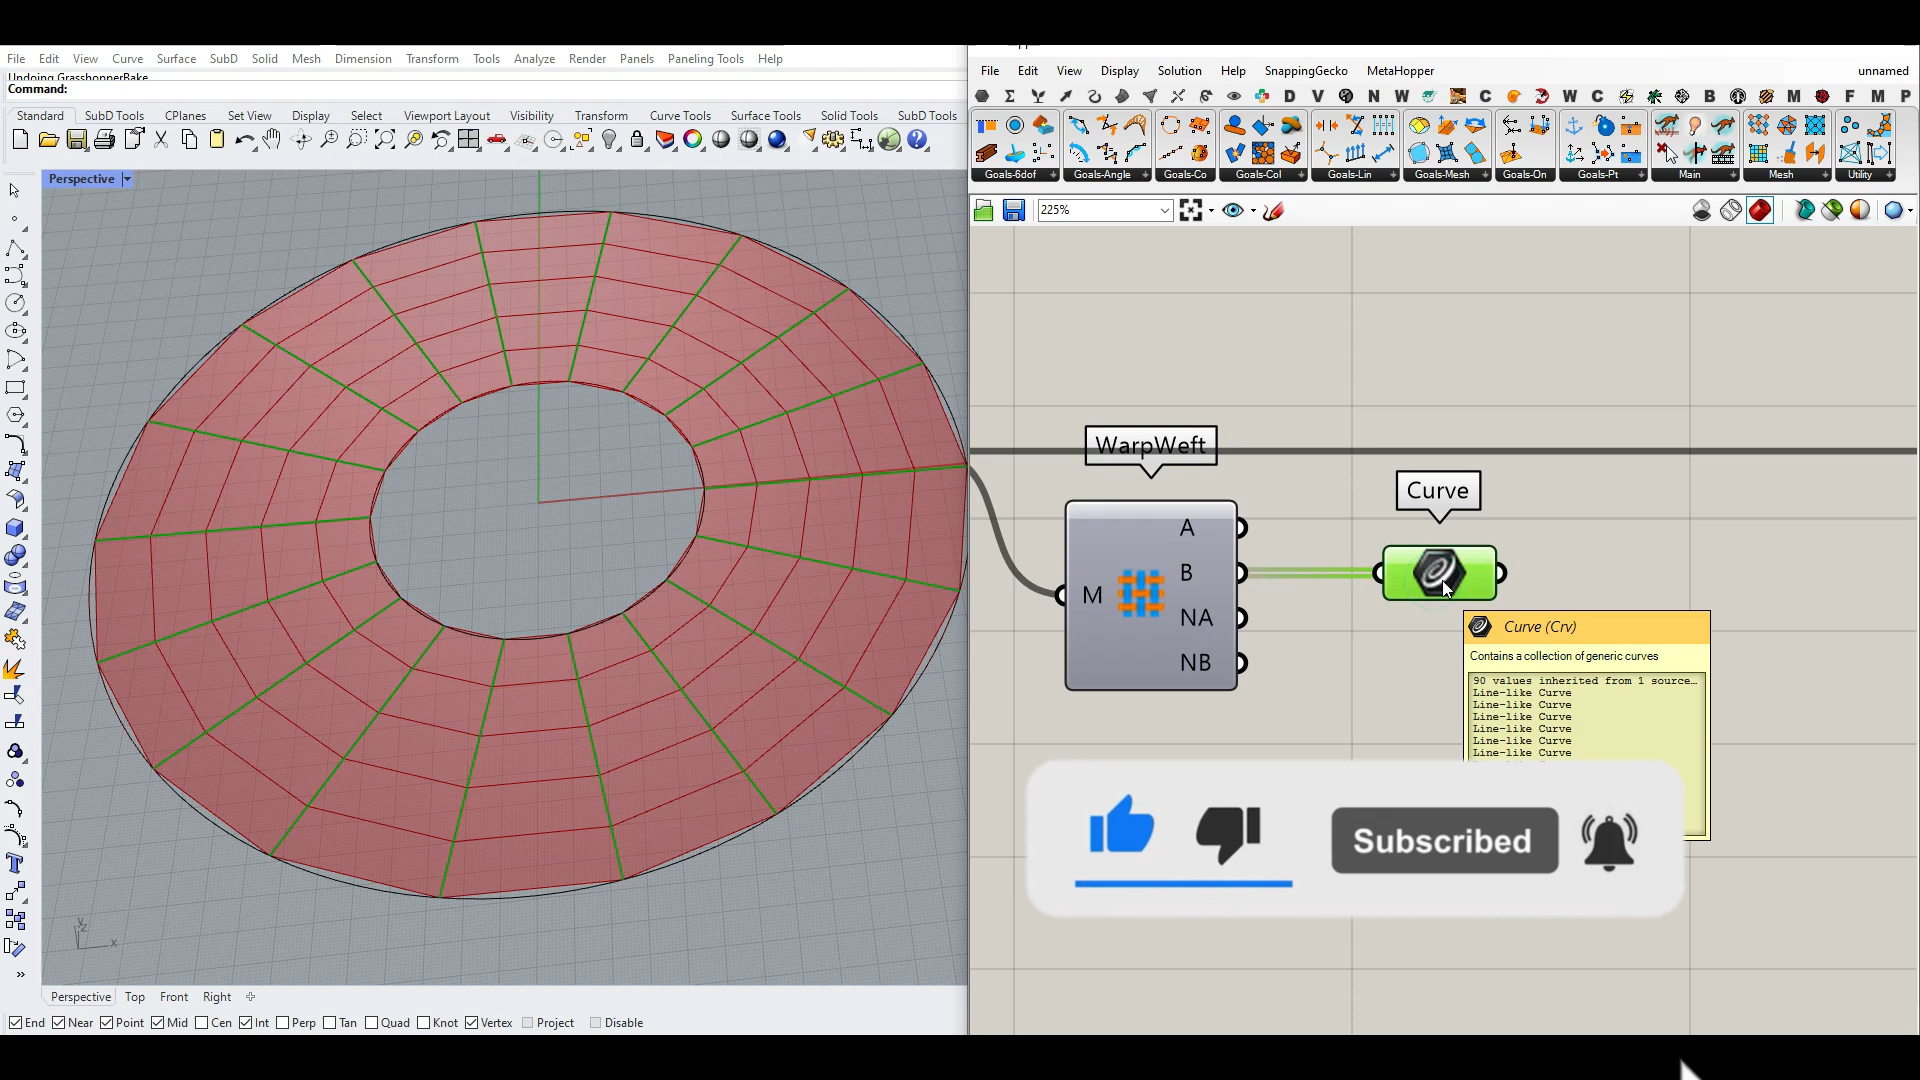 File Edit View Curve Surface SubD Solid Mesh Dimension Transform Tools Analyze Render Panels Paneling Tools Help
Undoing GrasshopperBake
Command:
Standard SubD Tools CPlanes Set View Display Select Viewport Layout Visibility Transform Curve Tools Surface Tools Solid Tools SubD Tools
Perspective
y
z
x
Perspective Top Front Right
End Near Point Mid Cen Int Perp Tan Quad Knot Vertex Project Disable
File Edit View Display Solution Help SnappingGecko MetaHopper unnamed
D V N W C W C B M F M P
Goals-6dof Goals-Angle Goals-Co Goals-Col Goals-Lin Goals-Mesh Goals-On Goals-Pt Main Mesh Utility
225%
WarpWeft
M
A
B
NA
NB
Curve
Curve (Crv)
Contains a collection of generic curves
90 values inherited from 1 source...
Line-like Curve
Line-like Curve
Line-like Curve
Line-like Curve
Line-like Curve
Line-like Curve
Subscribed